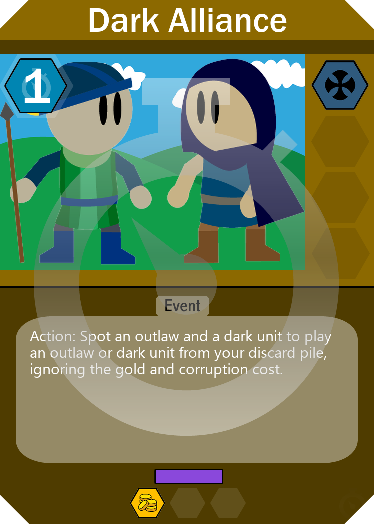 Dark Alliance
1
Event
Action: Spot an outlaw and a dark unit to play
an outlaw or dark unit from your discard pile,
ignoring the gold and corruption cost.